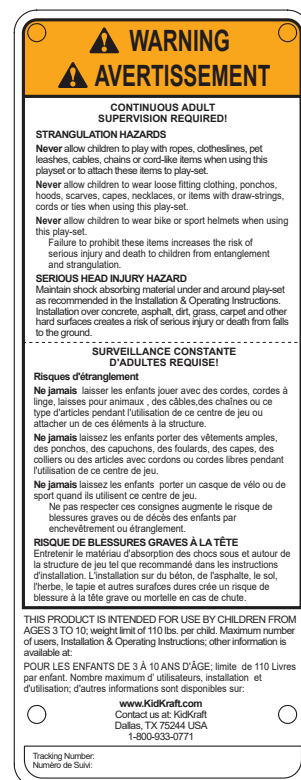 WARNING
AVERTISSEMENT
CONTINUOUS ADULT
SUPERVISION REQUIRED!
STRANGULATION HAZARDS
Never allow children to play with ropes, clotheslines, pet
leashes, cables, chains or cord-like items when using this
playset or to attach these items to play-set.
Never allow children to wear loose fitting clothing, ponchos,
hoods, scarves, capes, necklaces, or items with draw-strings,
cords or ties when using this play-set.
Never allow children to wear bike or sport helmets when using
this play-set.
Failure to prohibit these items increases the risk of
serious injury and death to children from entanglement
and strangulation.
SERIOUS HEAD INJURY HAZARD
Maintain shock absorbing material under and around play-set
as recommended in the Installation & Operating Instructions.
Installation over concrete, asphalt, dirt, grass, carpet and other
hard surfaces creates a risk of serious injury or death from falls
to the ground.
SURVEILLANCE CONSTANTE
D'ADULTES REQUISE!
Risques d'étranglement
Ne jamais laisser les enfants jouer avec des cordes, cordes à
linge, laisses pour animaux , des câbles,des chaînes ou ce
type d'articles pendant l'utilisation de ce centre de jeu ou
attacher un de ces éléments à la structure.
Ne jamais laissez les enfants porter des vêtements amples,
des ponchos, des capuchons, des foulards, des capes, des
colliers ou des articles avec cordons ou cordes libres pendant
l'utilisation de ce centre de jeu.
Ne jamais laissez les enfants porter un casque de vélo ou de
sport quand ils utilisent ce centre de jeu.
Ne pas respecter ces consignes augmente le risque de
blessures graves ou de décès des enfants par
enchevêtrement ou étranglement.
RISQUE DE BLESSURES GRAVES À LA TÊTE
Entretenir le matériau d'absorption des chocs sous et autour de
la structure de jeu tel que recommandé dans les instructions
d'installation. L'installation sur du béton, de l'asphalte, le sol,
l'herbe, le tapie et autres surafces dures crée un risque de
blessure à la tête grave ou mortelle en cas de chute.
THIS PRODUCT IS INTENDED FOR USE BY CHILDREN FROM
AGES 3 TO 10; weight limit of 110 lbs. per child. Maximum number
of users, Installation & Operating Instructions; other information is
available at:
POUR LES ENFANTS DE 3 À 10 ANS D'ÂGE; limite de 110 Livres
par enfant. Nombre maximum d' utilisateurs, installation et
d'utilisation; d'autres informations sont disponibles sur:
www.KidKraft.com
Contact us at: KidKraft
Dallas, TX 75244 USA
1-800-933-0771
Tracking Number:
Numéro de Suivi: